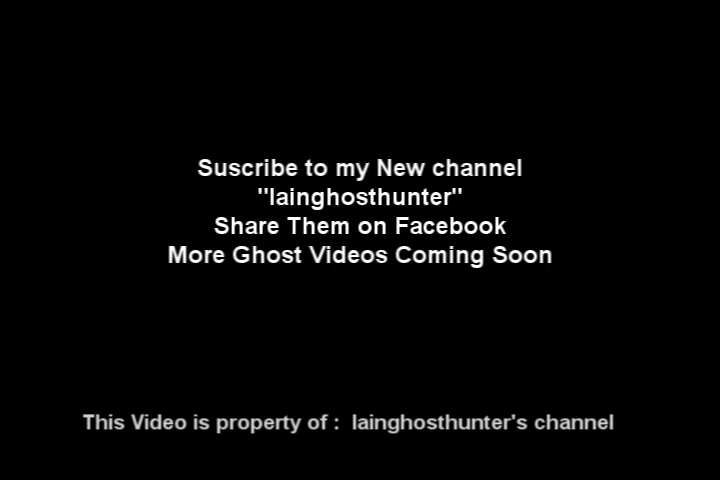 Suscribe to my New channel
"lainghosthunter"
Share Them on Facebook
More Ghost Videos Coming Soon
This Video is property of : lainghosthunter's channel